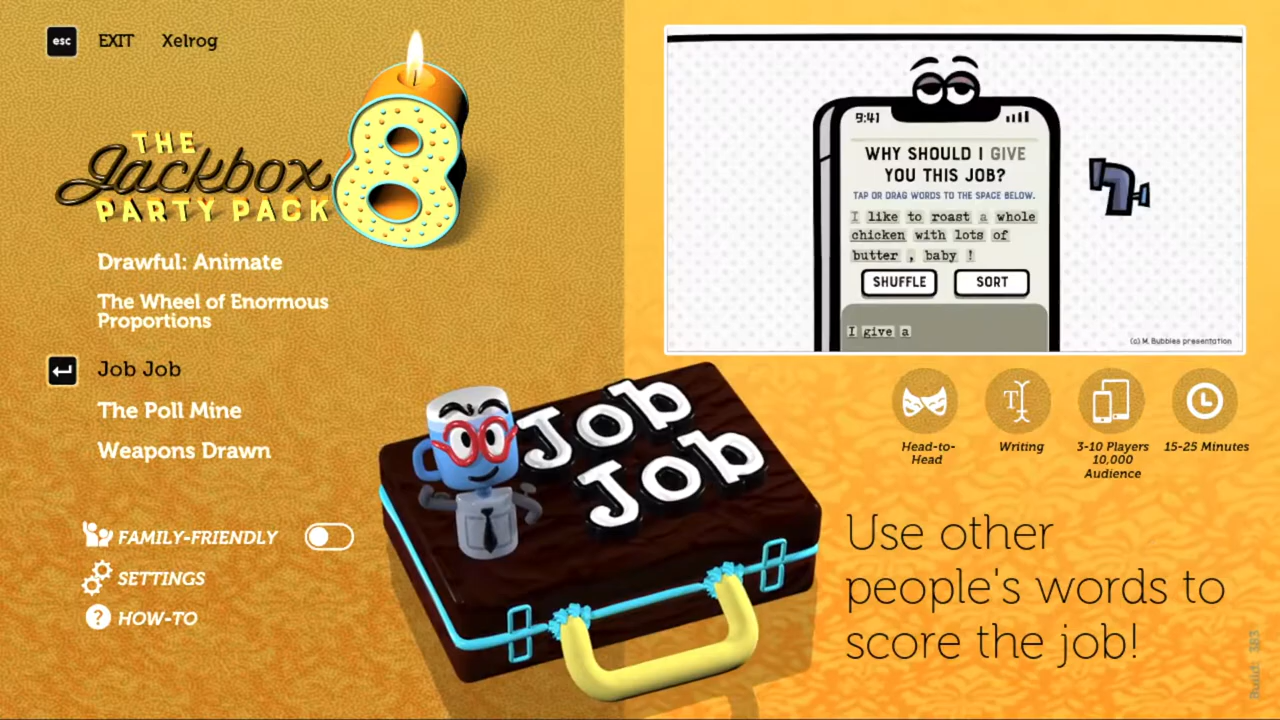 esc EXIT Xelrog
THE
Jackbox
PARTY PACK
8
Drawful: Animate
The Wheel of Enormous
Proportions
Job Job
The Poll Mine
Weapons Drawn
FAMILY-FRIENDLY
SETTINGS
? HOW-TO
9:41
WHY SHOULD I GIVE
YOU THIS JOB?
TAP OR DRAG WORDS TO THE SPACE BELOW.
I like to roast a whole
chicken with lots of
butter , baby !
SHUFFLE SORT
I give a
(c) M. Bubbles presentation
Job
Job
Head-to-
Head
Writing
3-10 Players
10,000
Audience
15-25 Minutes
Use other
people's words to
score the job!
Build: 383